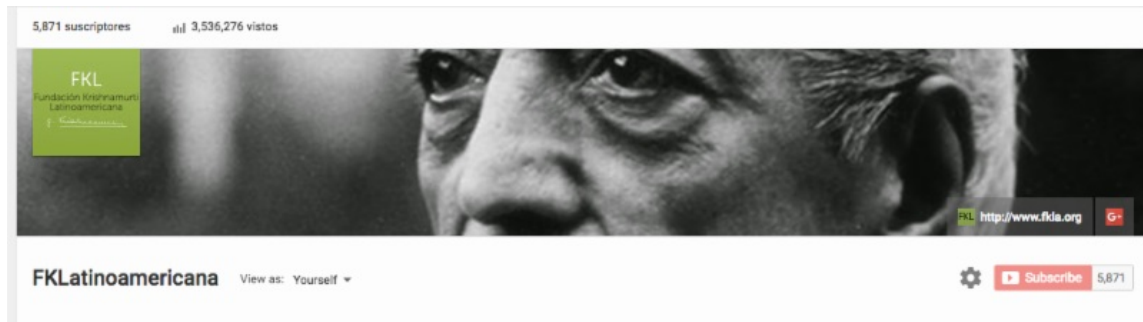 5,871 suscriptores 3,536,276 vistos
FKL
Fundación Krishnamurti
Latinoamericana
FKL http://www.fkla.org G+
FKLatinoamericana View as: Yourself
Subscribe 5,871